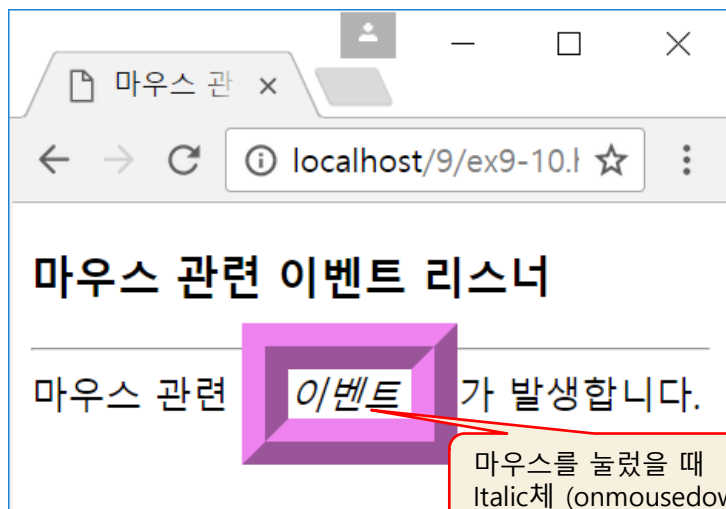 마우스 관
localhost/9/ex9-10.h
마우스 관련 이벤트 리스너
마우스 관련 이벤트 가 발생합니다.
마우스를 눌렀을 때
Italic체 (onmousedow